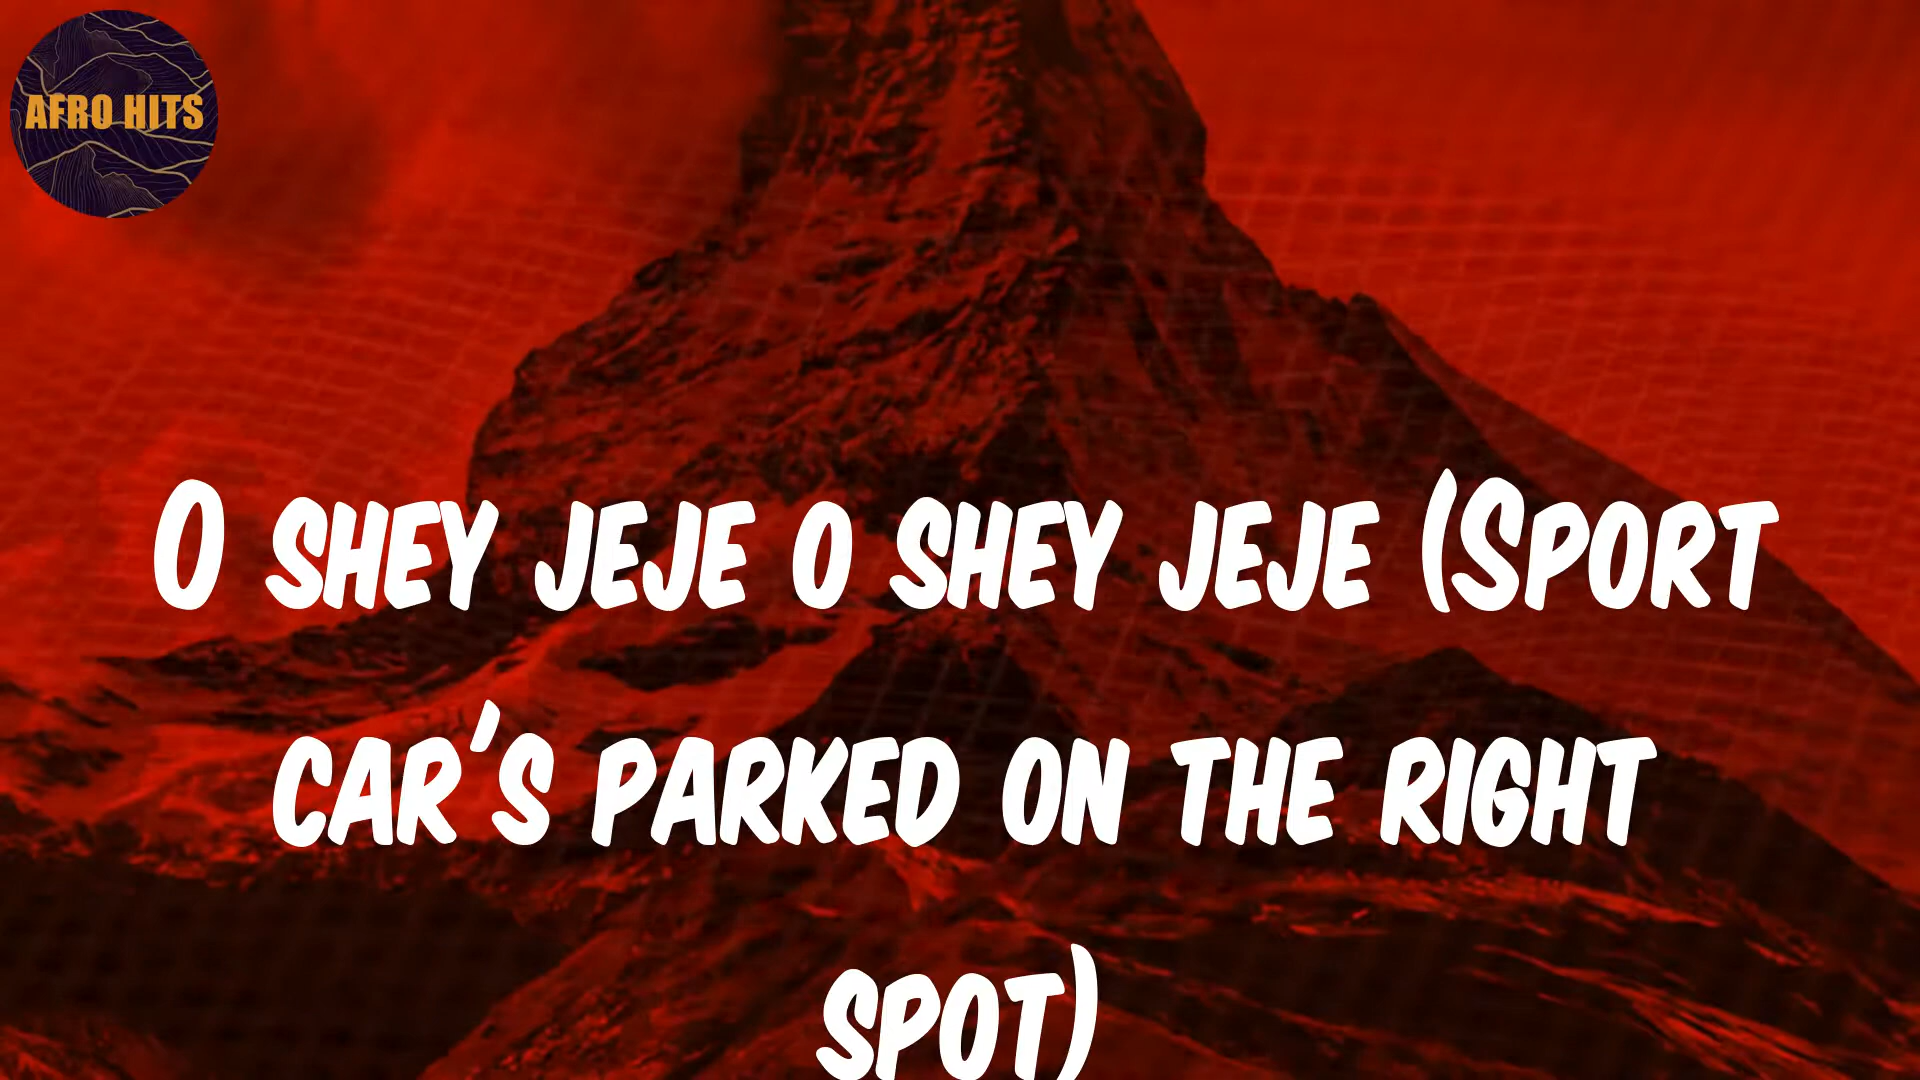 AFRO HITS
O shey jeje o shey jeje (Sport
car's parked on the right
spot)